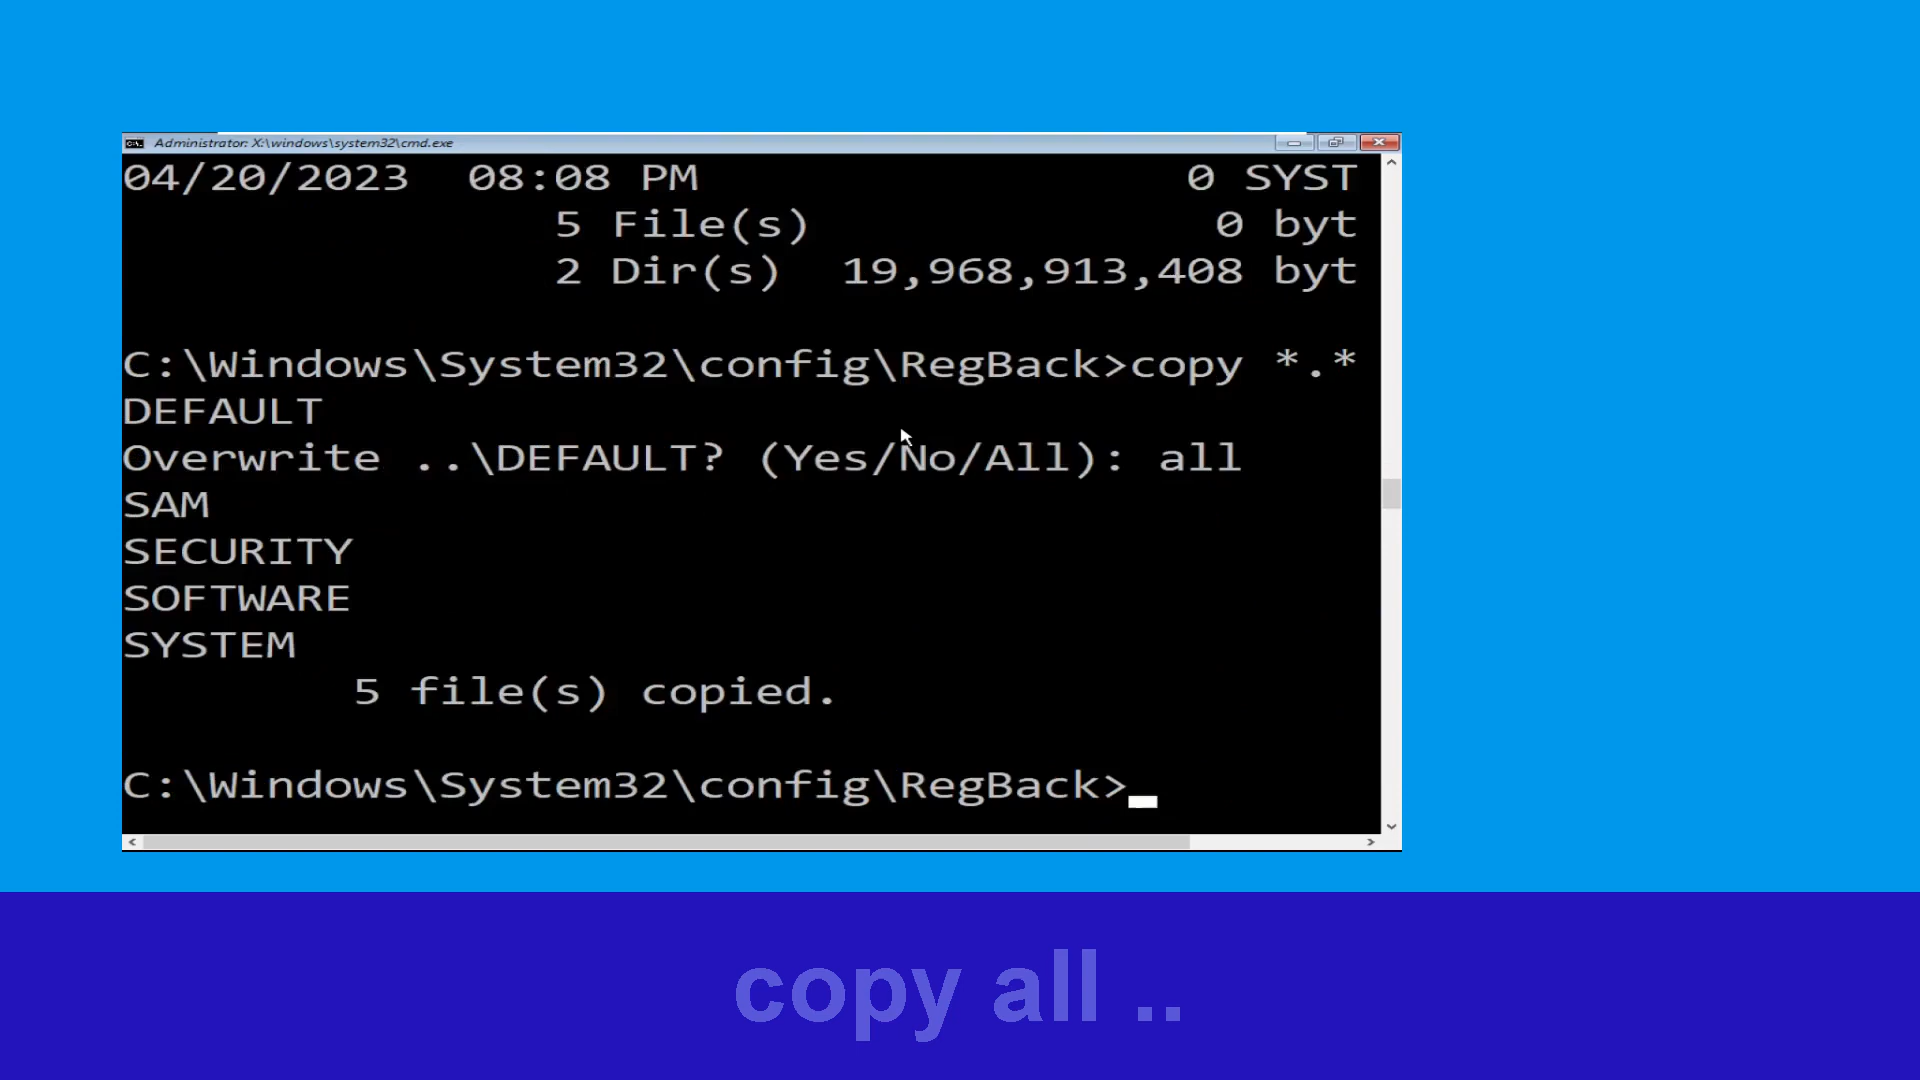 Administrator: X:\windows\system32\cmd.exe
04/20/2023  08:08 PM                 0 SYST
5 File(s)              0 byt
2 Dir(s)  19,968,913,408 byt
C:\Windows\System32\config\RegBack>copy *.*
DEFAULT
Overwrite ..\DEFAULT? (Yes/No/All): all
SAM
SECURITY
SOFTWARE
SYSTEM
5 file(s) copied.
C:\Windows\System32\config\RegBack>_
copy all ..